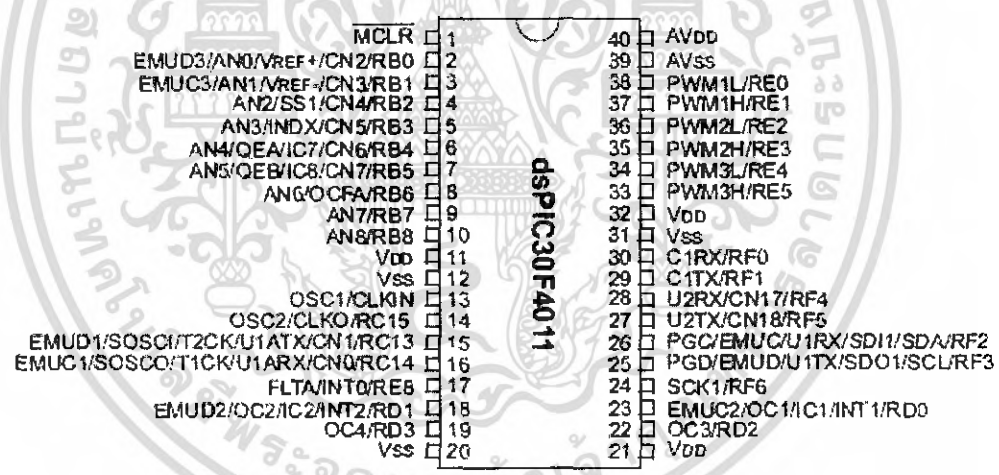 MCLR 1
EMUD3/AN0/VREF+/CN2/RB0 2
EMUC3/AN1/VREF-/CN3/RB1 3
AN2/SS1/CN4/RB2 4
AN3/INDX/CN5/RB3 5
AN4/QEA/IC7/CN6/RB4 6
AN5/QEB/IC8/CN7/RB5 7
AN6/OCFA/RB6 8
AN7/RB7 9
AN8/RB8 10
VDD 11
VSS 12
OSC1/CLKIN 13
OSC2/CLKO/RC15 14
EMUD1/SOSCI/T2CK/U1ATX/CN1/RC13 15
EMUC1/SOSCO/T1CK/U1ARX/CN0/RC14 16
FLTA/INT0/RE8 17
EMUD2/OC2/IC2/INT2/RD1 18
OC4/RD3 19
VSS 20
dsPIC30F4011
40 AVDD
39 AVSS
38 PWM1L/RE0
37 PWM1H/RE1
36 PWM2L/RE2
35 PWM2H/RE3
34 PWM3L/RE4
33 PWM3H/RE5
32 VDD
31 VSS
30 C1RX/RF0
29 C1TX/RF1
28 U2RX/CN17/RF4
27 U2TX/CN18/RF5
26 PGC/EMUC/U1RX/SDI1/SDA/RF2
25 PGD/EMUD/U1TX/SDO1/SCL/RF3
24 SCK1/RF6
23 EMUC2/OC1/IC1/INT1/RD0
22 OC3/RD2
21 VDD